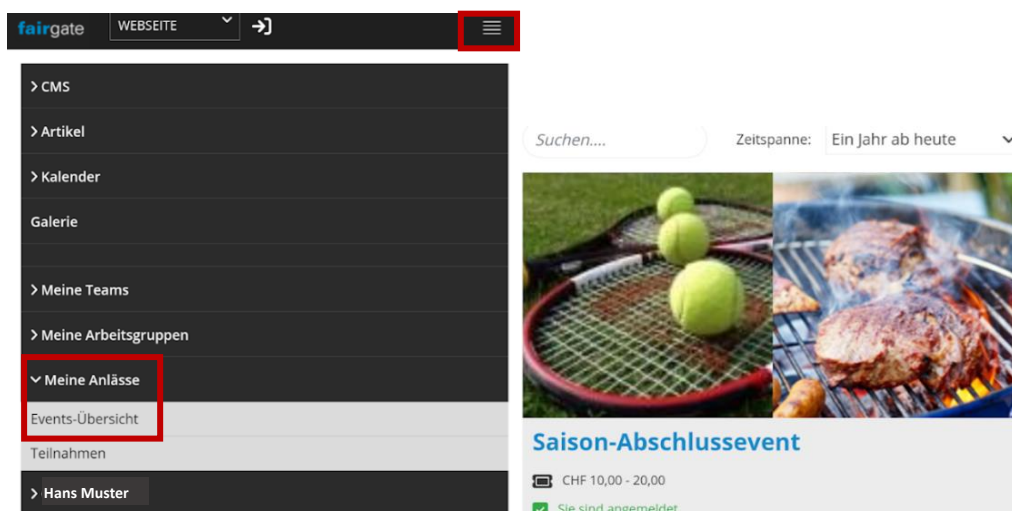 fairgate WEBSEITE
CMS
Artikel
Kalender
Galerie
Meine Teams
Meine Arbeitsgruppen
Meine Anlässe
Events-Übersicht
Teilnahmen
Hans Muster
Suchen.... Zeitspanne: Ein Jahr ab heute
Saison-Abschlussevent
CHF 10,00 - 20,00
Sie sind angemeldet